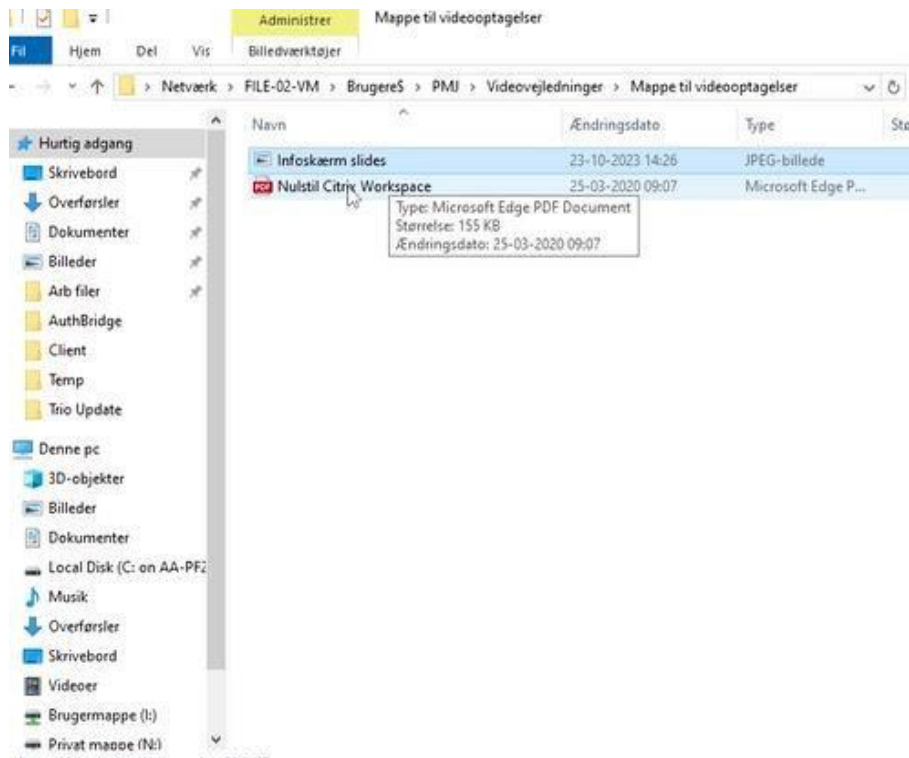 Administrer Mappe til videooptagelser
Fil Hjem Del Vis Billedværktøjer
> Netværk > FILE-02-VM > Brugere$ > PMJ > Videovejledninger > Mappe til videooptagelser
Navn Ændringsdato Type
Hurtig adgang
Infoskærm slides 23-10-2023 14:26 JPEG-billede
Skrivebord
Nulstil Citrix Workspace 25-03-2020 09:07 Microsoft Edge P...
Type: Microsoft Edge PDF Document
Størrelse: 155 KB
Ændringsdato: 25-03-2020 09:07
Overførsler
Dokumenter
Billeder
Arb filer
AuthBridge
Client
Temp
Trio Update
Denne pc
3D-objekter
Billeder
Dokumenter
Local Disk (C: on AA-PF2
Musik
Overførsler
Skrivebord
Videoer
Brugermappe (I:)
Privat mappe (N:)